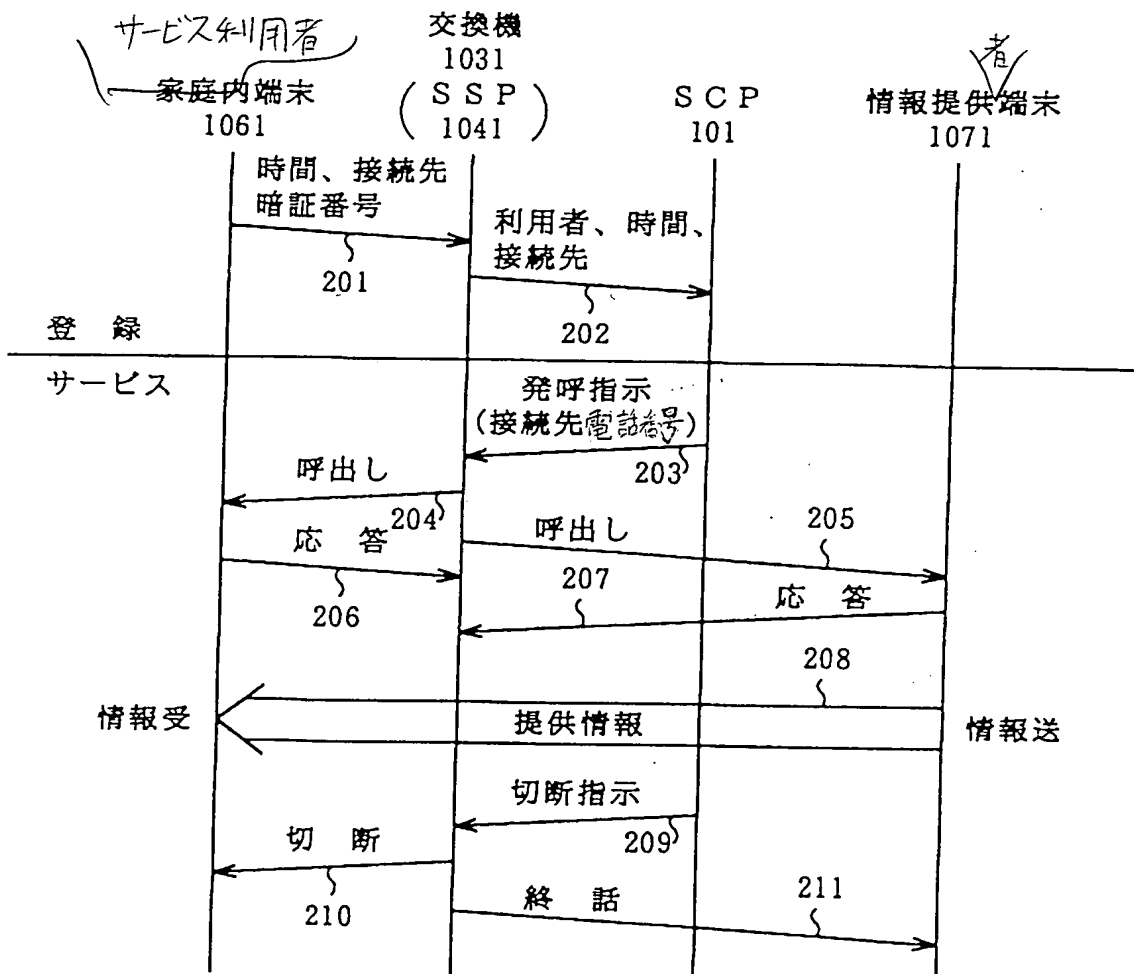 サービス利用者
家庭内端末
1061
交換機
1031
(SSP
1041)
SCP
101
者
情報提供端末
1071
時間、接続先
暗証番号
201
利用者、時間、
接続先
202
登 録
サービス
発呼指示
(接続先電話番号)
203
呼出し
204
呼出し
205
応 答
206
207
応 答
208
情報受
提供情報
情報送
切断指示
209
切 断
210
終 話
211